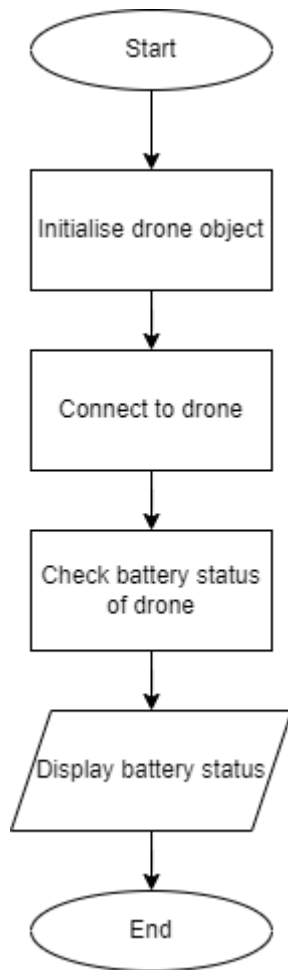 Start
Initialise drone object
Connect to drone
Check battery status
of drone
Display battery status
End